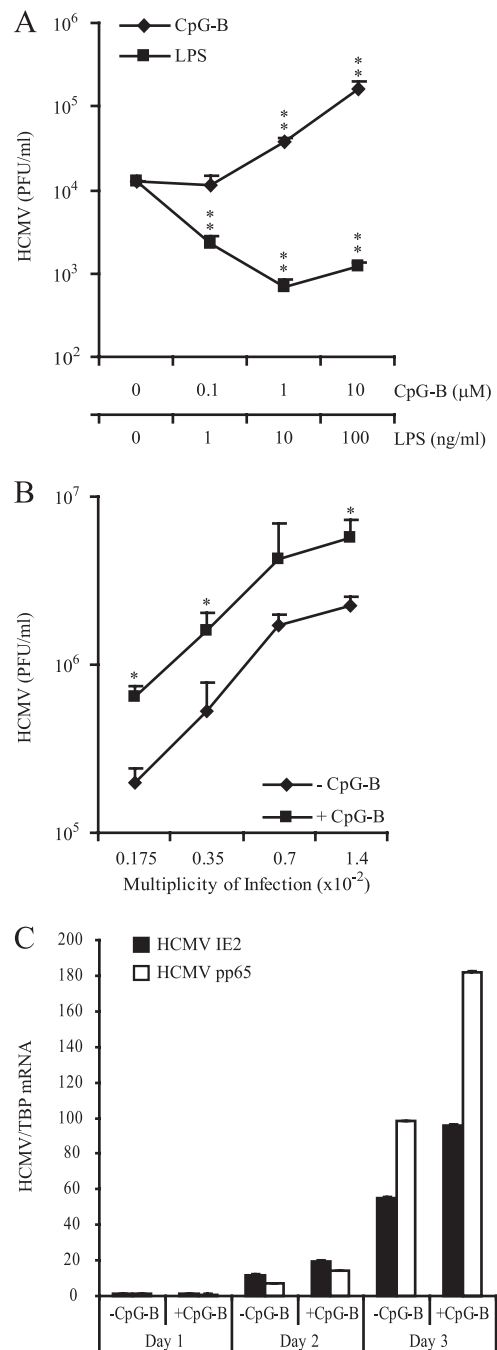 A
10^6
CpG-B
LPS
10^5
10^4
10^3
10^2
HCMV (PFU/ml)
* *
* *
* *
* *
* *
0 0.1 1 10 CpG-B (μM)
0 1 10 100 LPS (ng/ml)
B
10^7
10^6
10^5
HCMV (PFU/ml)
*
*
*
- CpG-B
+ CpG-B
0.175 0.35 0.7 1.4
Multiplicity of Infection (x10^-2)
C
HCMV IE2
HCMV pp65
200
180
160
140
120
100
80
60
40
20
0
HCMV/TBP mRNA
-CpG-B +CpG-B -CpG-B +CpG-B -CpG-B +CpG-B
Day 1 Day 2 Day 3